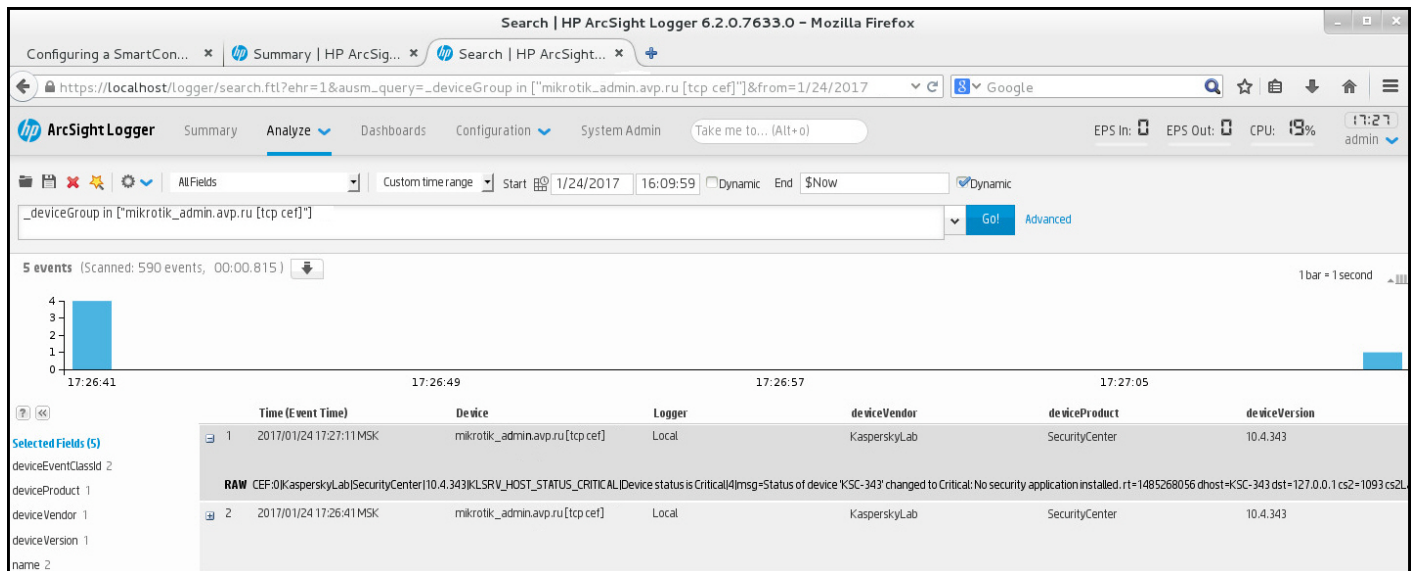 Search | HP ArcSight Logger 6.2.0.7633.0 - Mozilla Firefox
Configuring a SmartCon... × hp Summary | HP ArcSig... × hp Search | HP ArcSight... ×
https://localhost/logger/search.ftl?ehr=1&ausm_query=_deviceGroup in ["mikrotik_admin.avp.ru [tcp cef]"]&from=1/24/2017 8 Google
hp ArcSight Logger Summary Analyze Dashboards Configuration System Admin Take me to... (Alt+o) EPS In: 0 EPS Out: 0 CPU: 19% 17:27
admin
All Fields Custom time range Start 1/24/2017 16:09:59 Dynamic End $Now Dynamic
_deviceGroup in ["mikrotik_admin.avp.ru [tcp cef]"] Go! Advanced
5 events (Scanned: 590 events, 00:00.815) 1 bar = 1 second
4
3
2
1
0
17:26:41 17:26:49 17:26:57 17:27:05
? « Time (Event Time) Device Logger deviceVendor deviceProduct deviceVersion
Selected Fields (5) 1 2017/01/24 17:27:11 MSK mikrotik_admin.avp.ru [tcp cef] Local KasperskyLab SecurityCenter 10.4.343
deviceEventClassId 2
deviceProduct 1 RAW CEF:0|KasperskyLab|SecurityCenter|10.4.343|KLSRV_HOST_STATUS_CRITICAL|Device status is Critical|4|msg=Status of device 'KSC-343' changed to Critical: No security application installed. rt=1485268056 dhost=KSC-343 dst=127.0.0.1 cs2=1093 cs2L
deviceVendor 1 2 2017/01/24 17:26:41 MSK mikrotik_admin.avp.ru [tcp cef] Local KasperskyLab SecurityCenter 10.4.343
deviceVersion 1
name 2